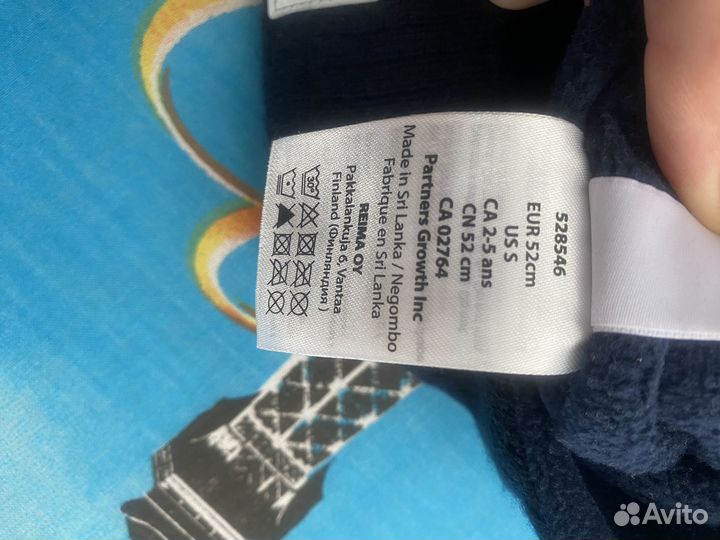 528546
EUR 52cm
US S
CA 2-5 ans
CN 52 cm
CA 02764
Partners Growth Inc
Made in Sri Lanka / Negombo
Fabrique en Sri Lanka
REIMA OY
Pakkalankuja 6, Vantaa
Finland (Финляндия)
30°
Avito